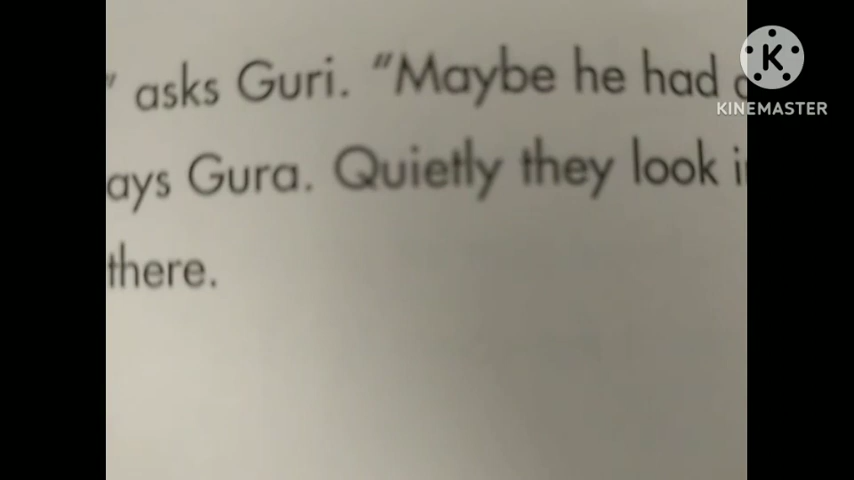 " asks Guri. "Maybe he had
ays Gura. Quietly they look
there.
KINEMASTER